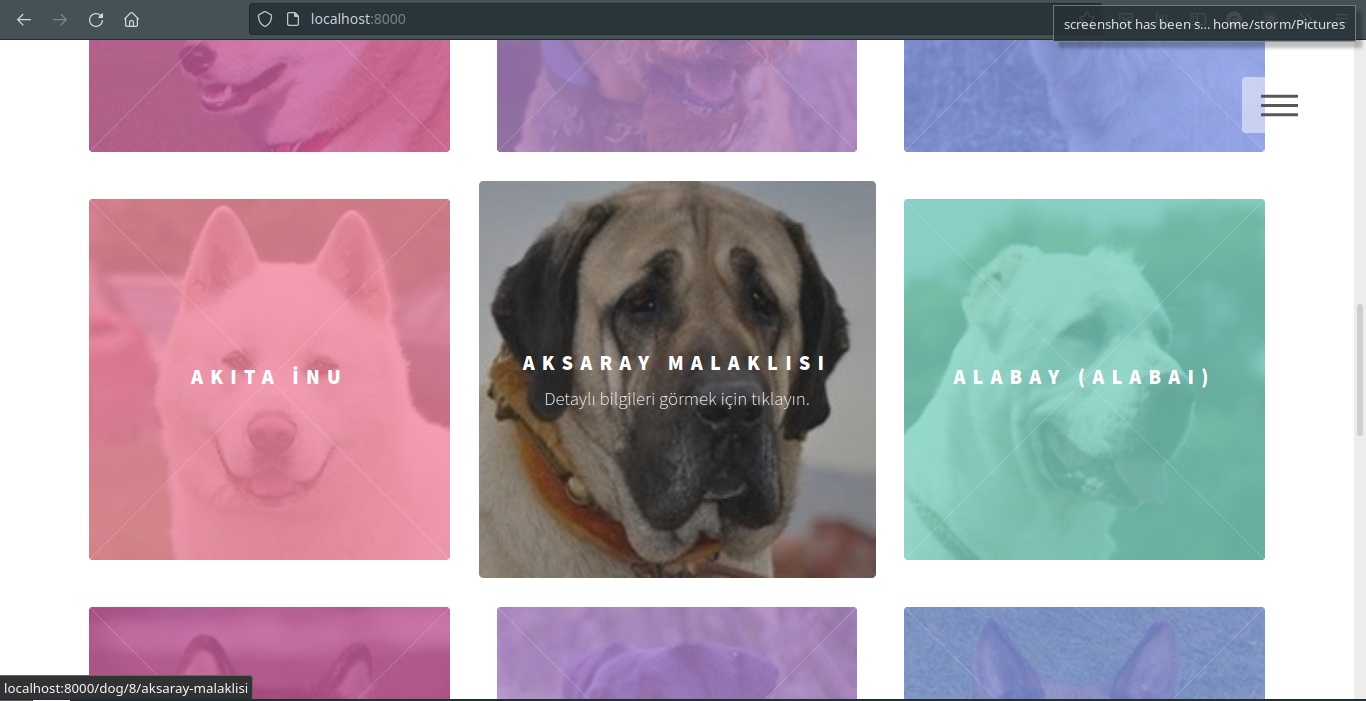 localhost:8000
screenshot has been s... home/storm/Pictures
AKITA İNU
AKSARAY MALAKLISI
Detaylı bilgileri görmek için tıklayın.
ALABAY (ALABAI)
localhost:8000/dog/8/aksaray-malaklisi